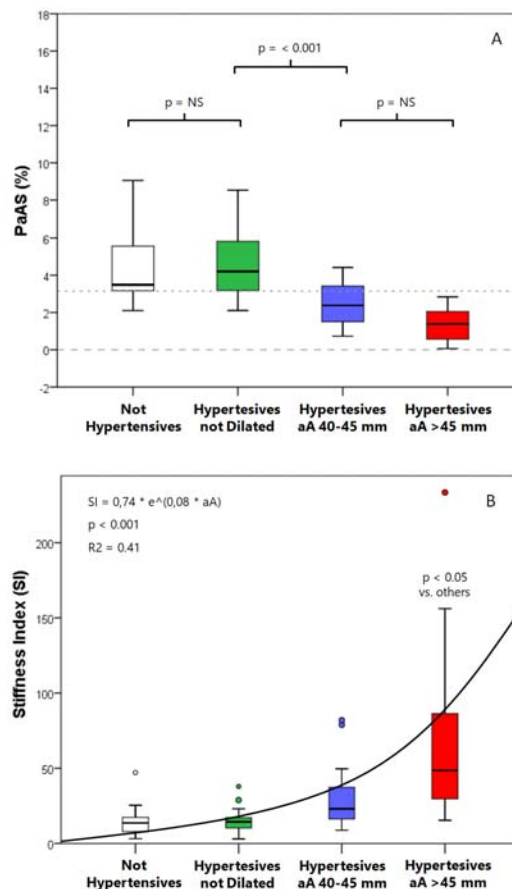 A
p = < 0.001
p = NS
p = NS
PaAS (%)
18
16
14
12
10
8
6
4
2
0
-2
Not
Hypertensives
Hypertesives
not Dilated
Hypertesives
aA 40-45 mm
Hypertesives
aA >45 mm
B
SI = 0,74 * e^(0,08 * aA)
p < 0.001
R2 = 0.41
p < 0.05
vs. others
Stiffness Index (SI)
200
150
100
50
0
Not
Hypertensives
Hypertesives
not Dilated
Hypertesives
aA 40-45 mm
Hypertesives
aA >45 mm